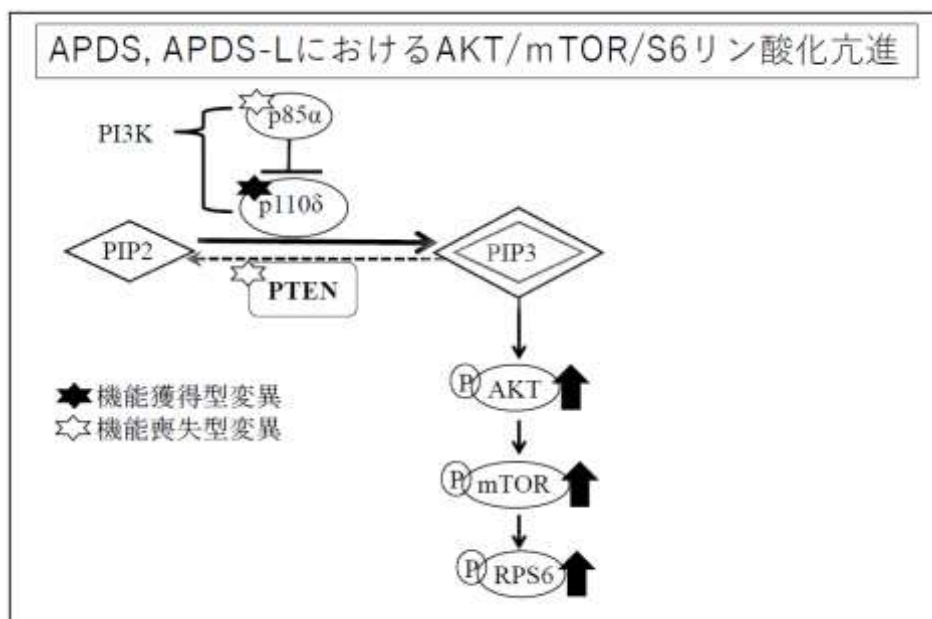 APDS, APDS-LにおけるAKT/mTOR/S6リン酸化亢進
PI3K
p85α
p110δ
PIP2
PIP3
PTEN
機能獲得型変異
機能喪失型変異
P
AKT
P
mTOR
P
RPS6